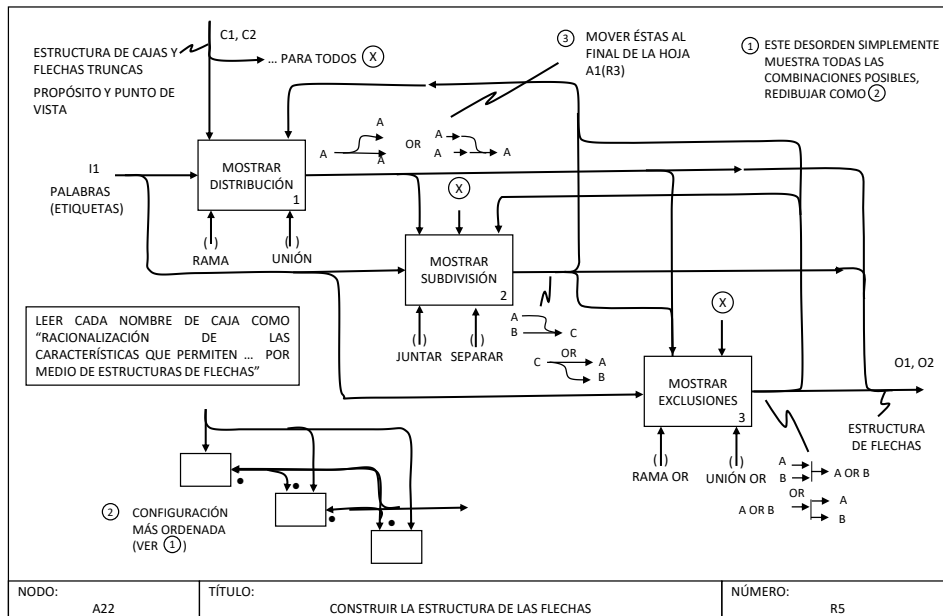 C1, C2
ESTRUCTURA DE CAJAS Y
FLECHAS TRUNCAS
... PARA TODOS X
PROPÓSITO Y PUNTO DE
VISTA
3 MOVER ÉSTAS AL
FINAL DE LA HOJA
A1(R3)
1 ESTE DESORDEN SIMPLEMENTE
MUESTRA TODAS LAS
COMBINACIONES POSIBLES,
REDIBUJAR COMO 2
A
A
A
OR
A
A
A
I1
PALABRAS
(ETIQUETAS)
MOSTRAR
DISTRIBUCIÓN
1
( )
RAMA
( )
UNIÓN
X
MOSTRAR
SUBDIVISIÓN
2
( )
JUNTAR
( )
SEPARAR
A
B
C
OR
C
A
B
X
MOSTRAR
EXCLUSIONES
3
( )
RAMA OR
( )
UNIÓN OR
O1, O2
ESTRUCTURA
DE FLECHAS
A
B
A OR B
OR
A OR B
A
B
LEER CADA NOMBRE DE CAJA COMO
“RACIONALIZACIÓN DE LAS
CARACTERÍSTICAS QUE PERMITEN ... POR
MEDIO DE ESTRUCTURAS DE FLECHAS”
2 CONFIGURACIÓN
MÁS ORDENADA
(VER 1)
NODO:
A22
TÍTULO:
CONSTRUIR LA ESTRUCTURA DE LAS FLECHAS
NÚMERO:
R5